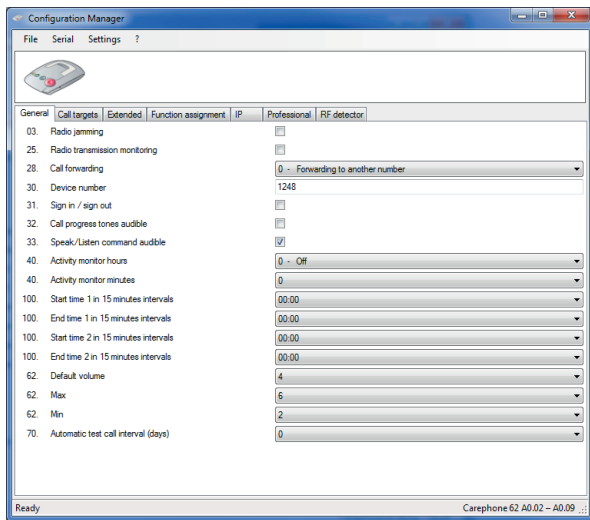 Configuration Manager
File Serial Settings ?
General Call targets Extended Function assignment IP Professional RF detector
03. Radio jamming
25. Radio transmission monitoring
28. Call forwarding 0 - Forwarding to another number
30. Device number 1248
31. Sign in / sign out
32. Call progress tones audible
33. Speak/Listen command audible
40. Activity monitor hours 0 - Off
40. Activity monitor minutes 0
100. Start time 1 in 15 minutes intervals 00:00
100. End time 1 in 15 minutes intervals 00:00
100. Start time 2 in 15 minutes intervals 00:00
100. End time 2 in 15 minutes intervals 00:00
62. Default volume 4
62. Max 6
62. Min 2
70. Automatic test call interval (days) 0
Ready Carephone 62 A0.02 – A0.09